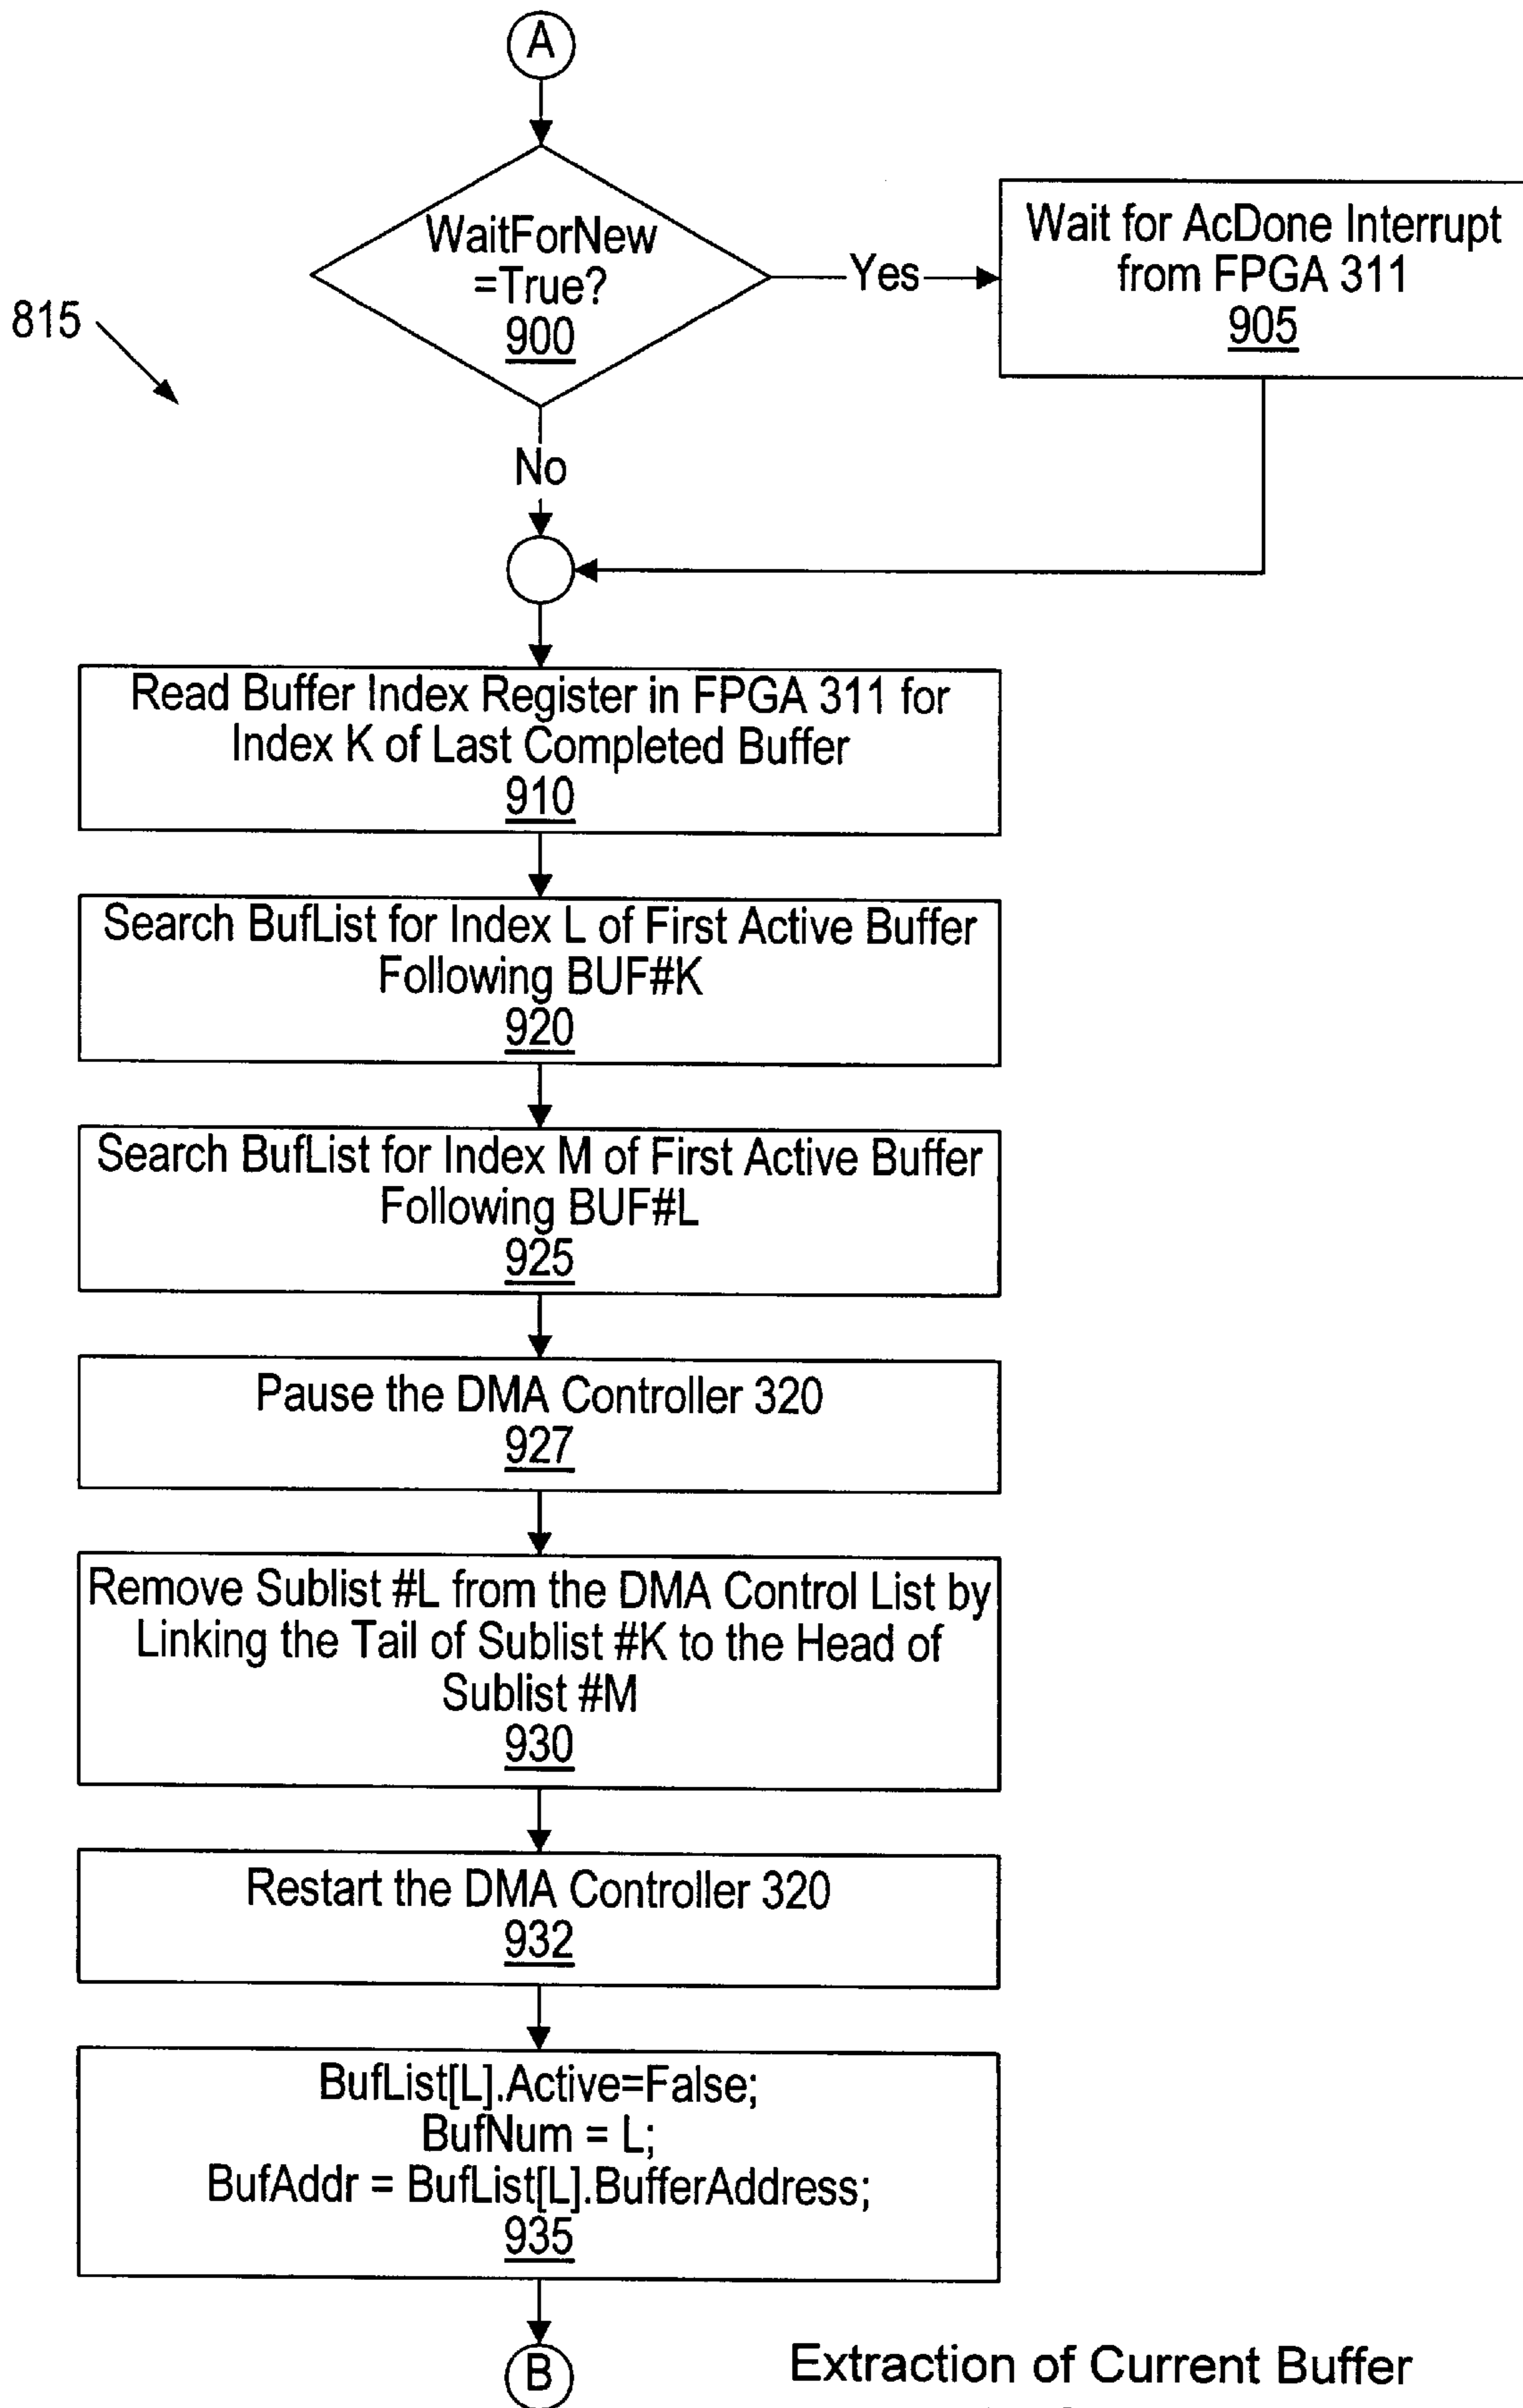 A
WaitForNew
=True?
900
Yes
Wait for AcDone Interrupt
from FPGA 311
905
815
No
Read Buffer Index Register in FPGA 311 for
Index K of Last Completed Buffer
910
Search BufList for Index L of First Active Buffer
Following BUF#K
920
Search BufList for Index M of First Active Buffer
Following BUF#L
925
Pause the DMA Controller 320
927
Remove Sublist #L from the DMA Control List by
Linking the Tail of Sublist #K to the Head of
Sublist #M
930
Restart the DMA Controller 320
932
BufList[L].Active=False;
BufNum = L;
BufAddr = BufList[L].BufferAddress;
935
B
Extraction of Current Buffer